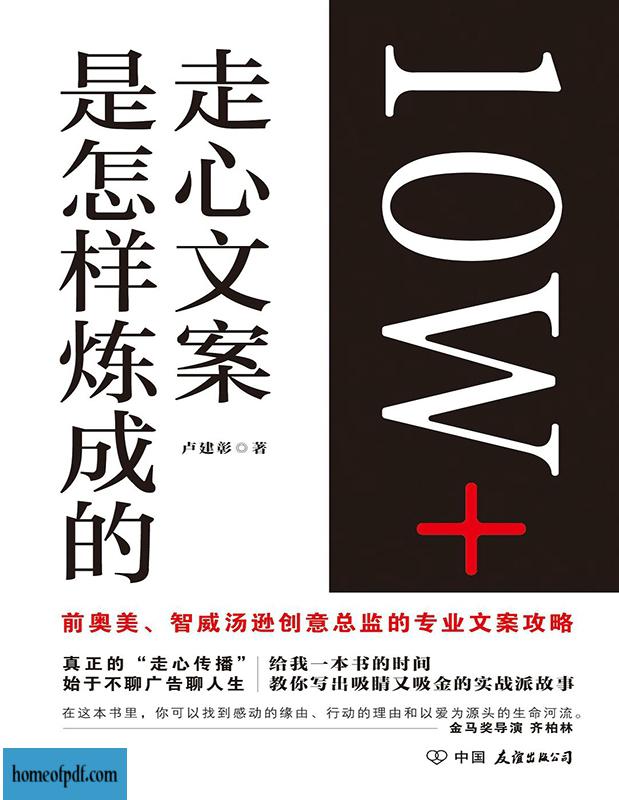 10W+
走心文案
是怎样炼成的
卢建彰◎著
前奥美、智威汤逊创意总监的专业文案攻略
真正的“走心传播”
始于不聊广告聊人生
给我一本书的时间
教你写出吸睛又吸金的实战派故事
在这本书里，你可以找到感动的缘由、行动的理由和以爱为源头的生命河流。
金马奖导演 齐柏林
中国友谊出版公司
homeofpdf.com